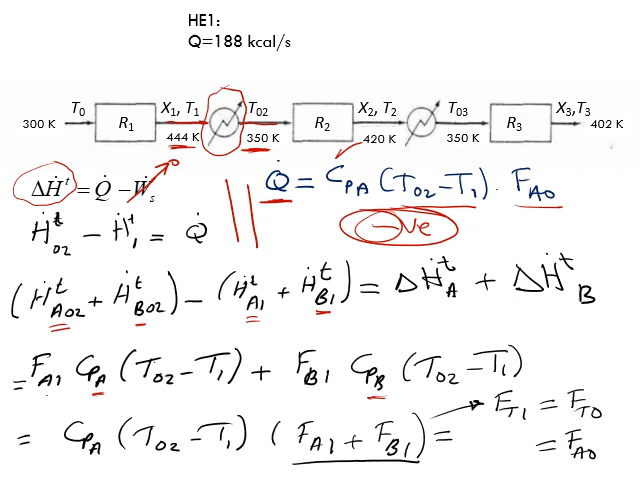 HE1:
Q=188 kcal/s
T0 X1, T1 T02 X2, T2 T03 X3,T3
300 K R1 444 K 350 K R2 420 K 350 K R3 402 K
ΔḢᵗ = Q̇ − Ẇs
Q̇ = CPA (T02 − T1) · FA0
−ve
Ḣᵗ02 − Ḣᵗ1 = Q̇
(ḢᵗA02 + ḢᵗB02) − (ḢᵗA1 + ḢᵗB1) = ΔḢᵗA + ΔḢᵗB
= FA1 CPA (T02 − T1) + FB1 CPB (T02 − T1)
= CPA (T02 − T1) (FA1 + FB1) =
FT1 = FT0
= FA0